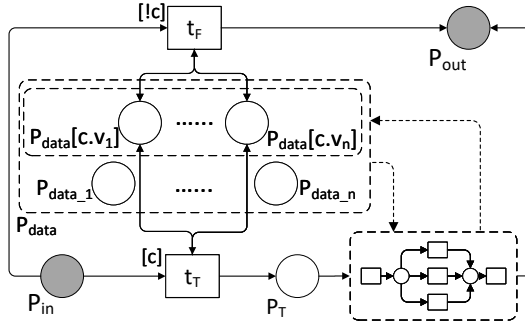 [!c]
t_F
P_out
P_data[c.v_1]
......
P_data[c.v_n]
P_data_1
......
P_data_n
P_data
[c]
t_T
P_in
P_T